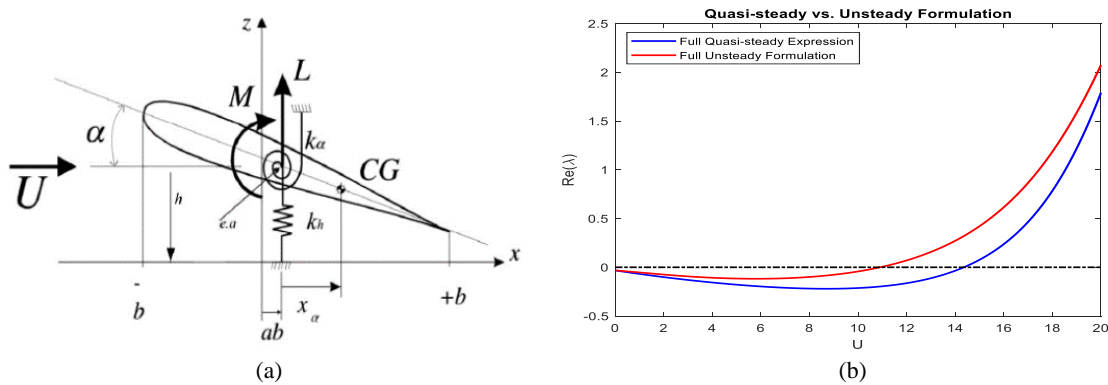 z
L
M
α
kα
CG
U
h
e.a
kh
x
-
b
+b
xα
ab
(a)
Quasi-steady vs. Unsteady Formulation
Full Quasi-steady Expression
Full Unsteady Formulation
2.5
2
1.5
1
0.5
0
-0.5
Re(λ)
0 2 4 6 8 10 12 14 16 18 20
U
(b)